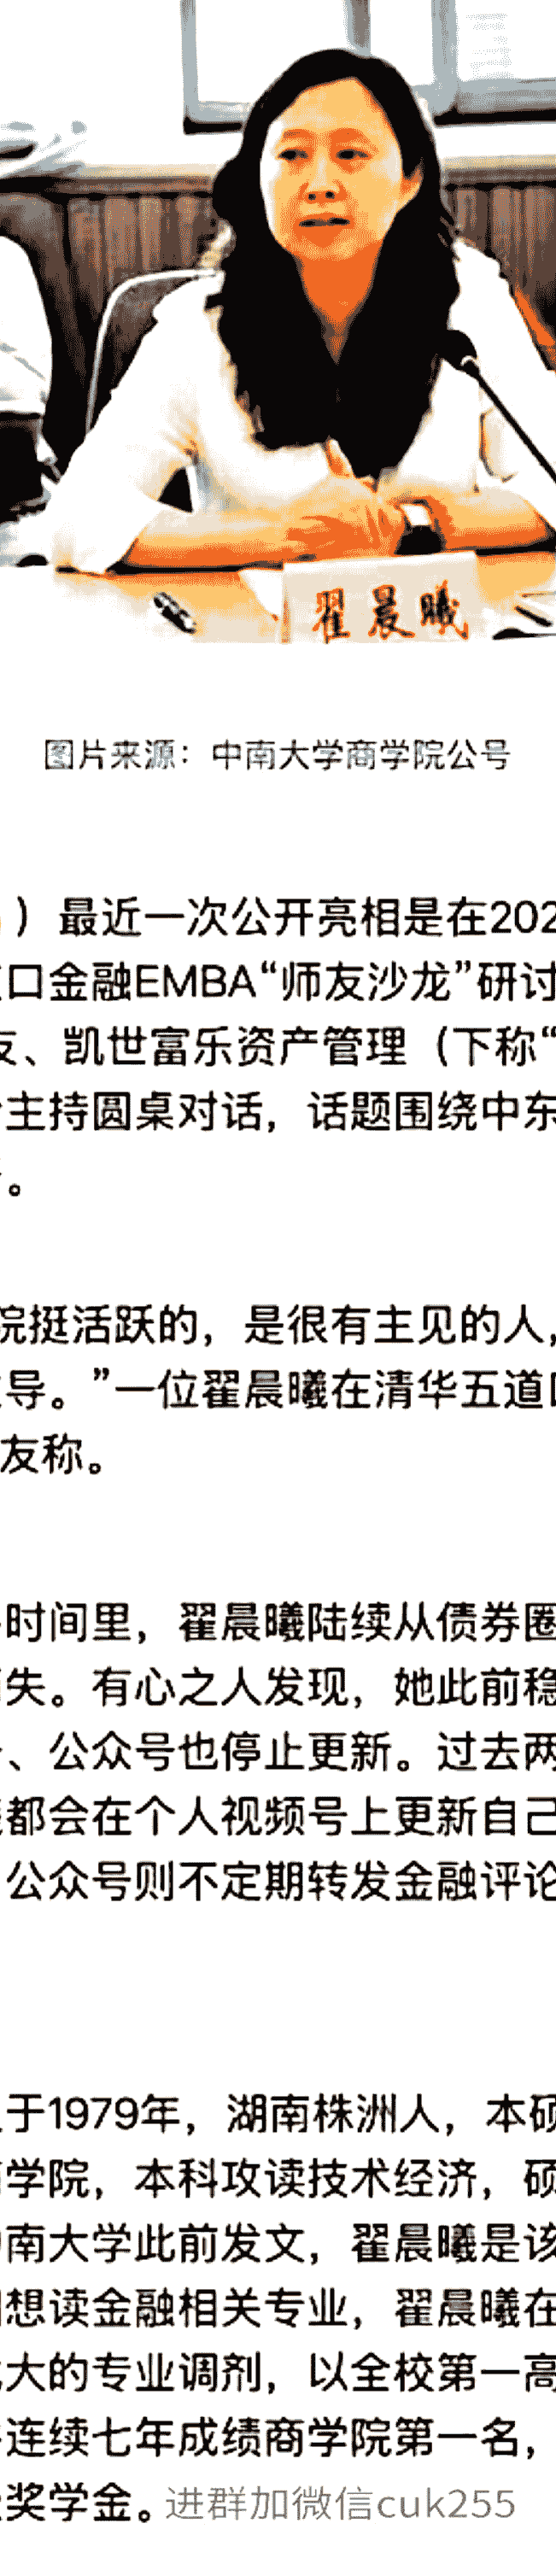 翟晨曦
图片来源：中南大学商学院公号
）最近一次公开亮相是在202
口金融EMBA“师友沙龙”研讨
友、凯世富乐资产管理（下称“
主持圆桌对话，话题围绕中东
。
院挺活跃的，是很有主见的人，
导。”一位翟晨曦在清华五道口
友称。
时间里，翟晨曦陆续从债券圈
失。有心之人发现，她此前稳
、公众号也停止更新。过去两
都会在个人视频号上更新自己
公众号则不定期转发金融评论
于1979年，湖南株洲人，本硕
学院，本科攻读技术经济，硕
南大学此前发文，翟晨曦是该
想读金融相关专业，翟晨曦在
大的专业调剂，以全校第一高
连续七年成绩商学院第一名，
奖学金。进群加微信cuk255